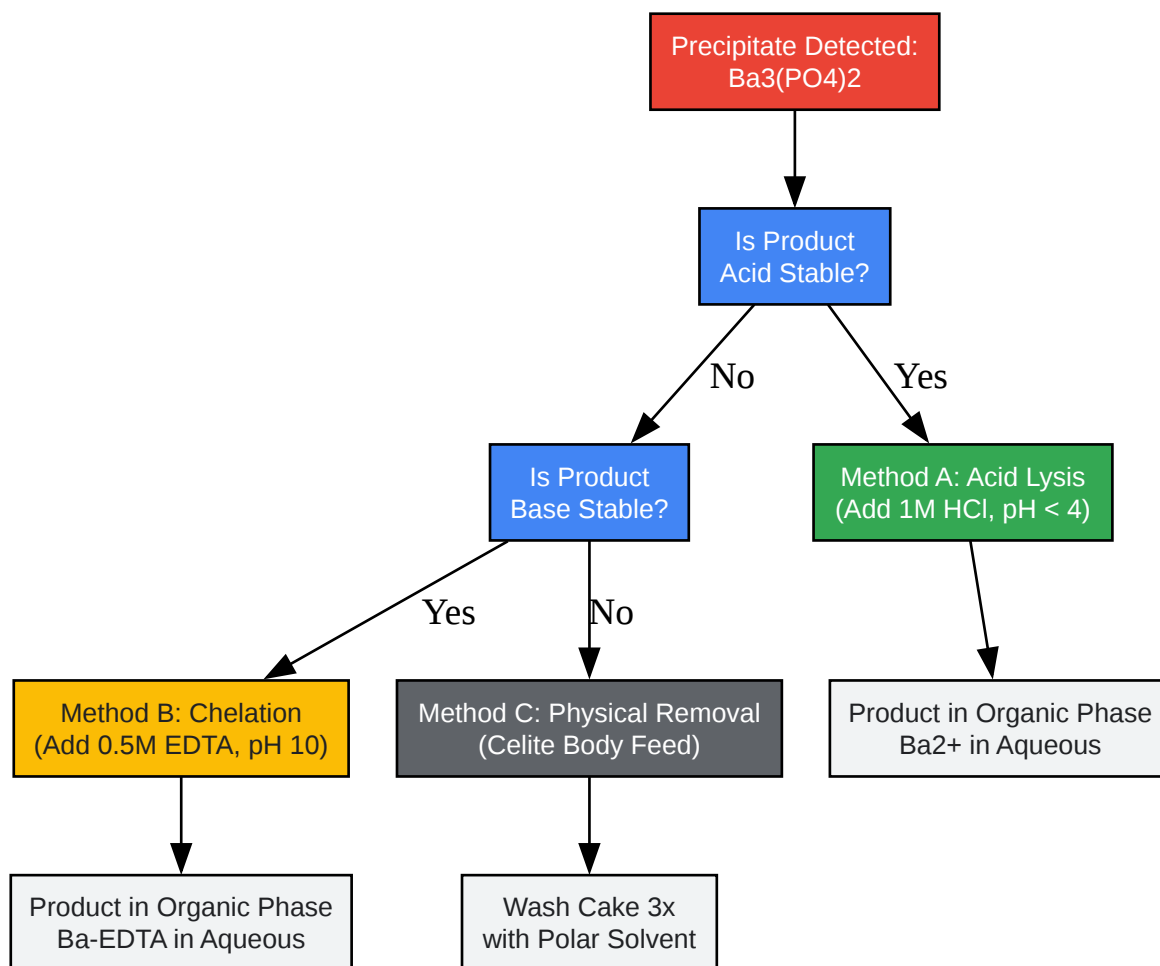 Precipitate Detected:
Ba3(PO4)2
Is Product
Acid Stable?
No
Yes
Is Product
Base Stable?
Method A: Acid Lysis
(Add 1M HCl, pH < 4)
Yes
No
Method B: Chelation
(Add 0.5M EDTA, pH 10)
Method C: Physical Removal
(Celite Body Feed)
Product in Organic Phase
Ba2+ in Aqueous
Product in Organic Phase
Ba-EDTA in Aqueous
Wash Cake 3x
with Polar Solvent